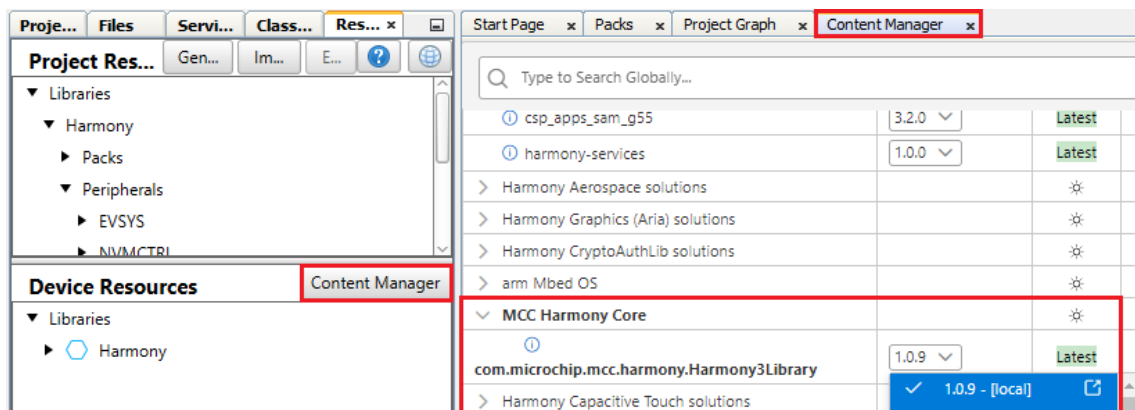 Proje...
Files
Servi...
Class...
Res... ×
Project Res...
Gen...
Im...
E...
?
Libraries
Harmony
Packs
Peripherals
EVSYS
NVMCTRL
Device Resources
Content Manager
Libraries
Harmony
Start Page ×
Packs ×
Project Graph ×
Content Manager ×
Type to Search Globally...
csp_apps_sam_g55 3.2.0 Latest
harmony-services 1.0.0 Latest
Harmony Aerospace solutions
Harmony Graphics (Aria) solutions
Harmony CryptoAuthLib solutions
arm Mbed OS
MCC Harmony Core
com.microchip.mcc.harmony.Harmony3Library 1.0.9 Latest
1.0.9 - [local]
Harmony Capacitive Touch solutions